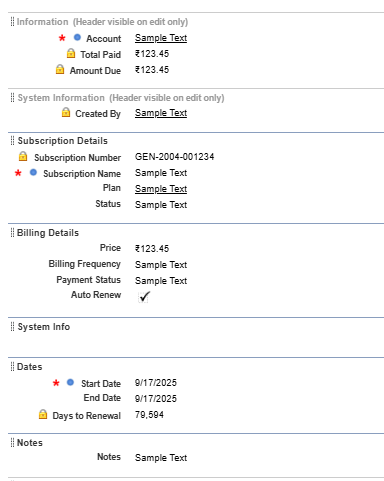 Information (Header visible on edit only)
* Account Sample Text
Total Paid ₹123.45
Amount Due ₹123.45
System Information (Header visible on edit only)
Created By Sample Text
Subscription Details
Subscription Number GEN-2004-001234
* Subscription Name Sample Text
Plan Sample Text
Status Sample Text
Billing Details
Price ₹123.45
Billing Frequency Sample Text
Payment Status Sample Text
Auto Renew ✓
System Info
Dates
* Start Date 9/17/2025
End Date 9/17/2025
Days to Renewal 79,594
Notes
Notes Sample Text